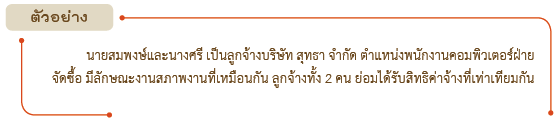 ตัวอย่าง
นายสมพงษ์และนางศรี เป็นลูกจ้างบริษัท สุทธา จำกัด ตำแหน่งพนักงานคอมพิวเตอร์ฝ่าย
จัดซื้อ มีลักษณะงานสภาพงานที่เหมือนกัน ลูกจ้างทั้ง 2 คน ย่อมได้รับสิทธิค่าจ้างที่เท่าเทียมกัน